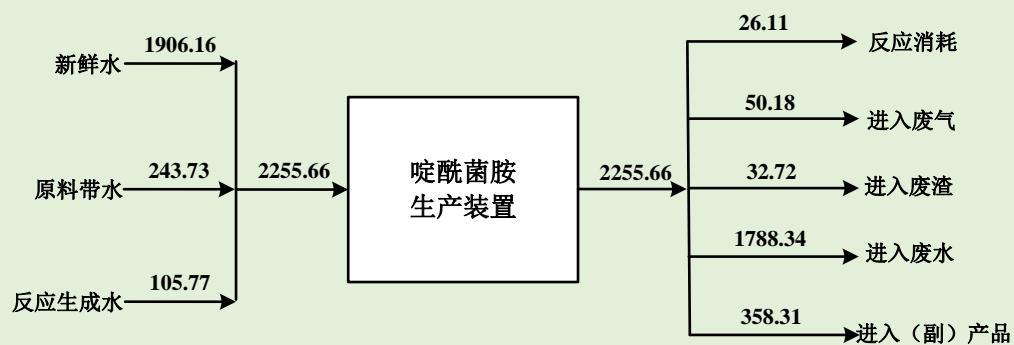 1906.16
新鲜水
243.73
原料带水
105.77
反应生成水
2255.66
啶酰菌胺
生产装置
2255.66
26.11
反应消耗
50.18
进入废气
32.72
进入废渣
1788.34
进入废水
358.31
进入（副）产品